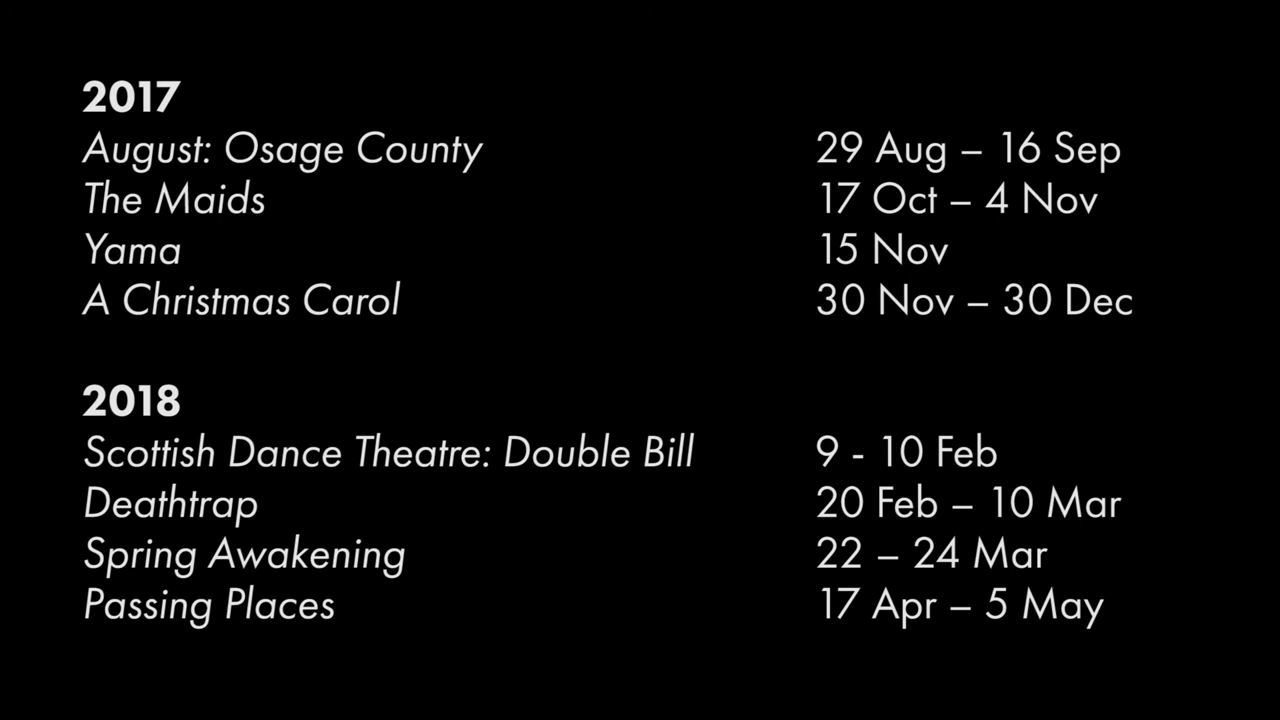 2017
August: Osage County 29 Aug – 16 Sep
The Maids 17 Oct – 4 Nov
Yama 15 Nov
A Christmas Carol 30 Nov – 30 Dec
2018
Scottish Dance Theatre: Double Bill 9 - 10 Feb
Deathtrap 20 Feb – 10 Mar
Spring Awakening 22 – 24 Mar
Passing Places 17 Apr – 5 May